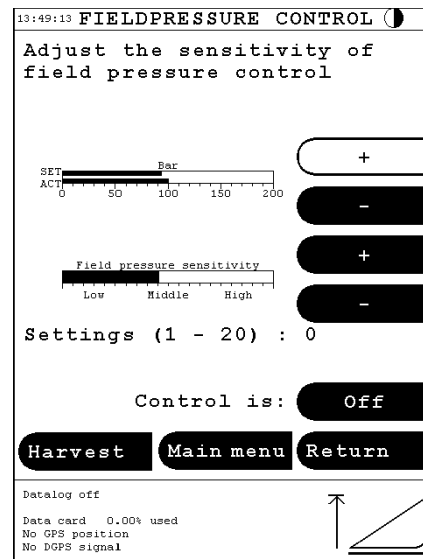 13:49:13 FIELDPRESSURE CONTROL
Adjust the sensitivity of
field pressure control
Bar
SET
ACT
0 50 100 150 200
+
-
+
-
Field pressure sensitivity
Low Middle High
Settings (1 - 20) : 0
Control is: Off
Harvest Main menu Return
Datalog off
Data card 0.00% used
No GPS position
No DGPS signal